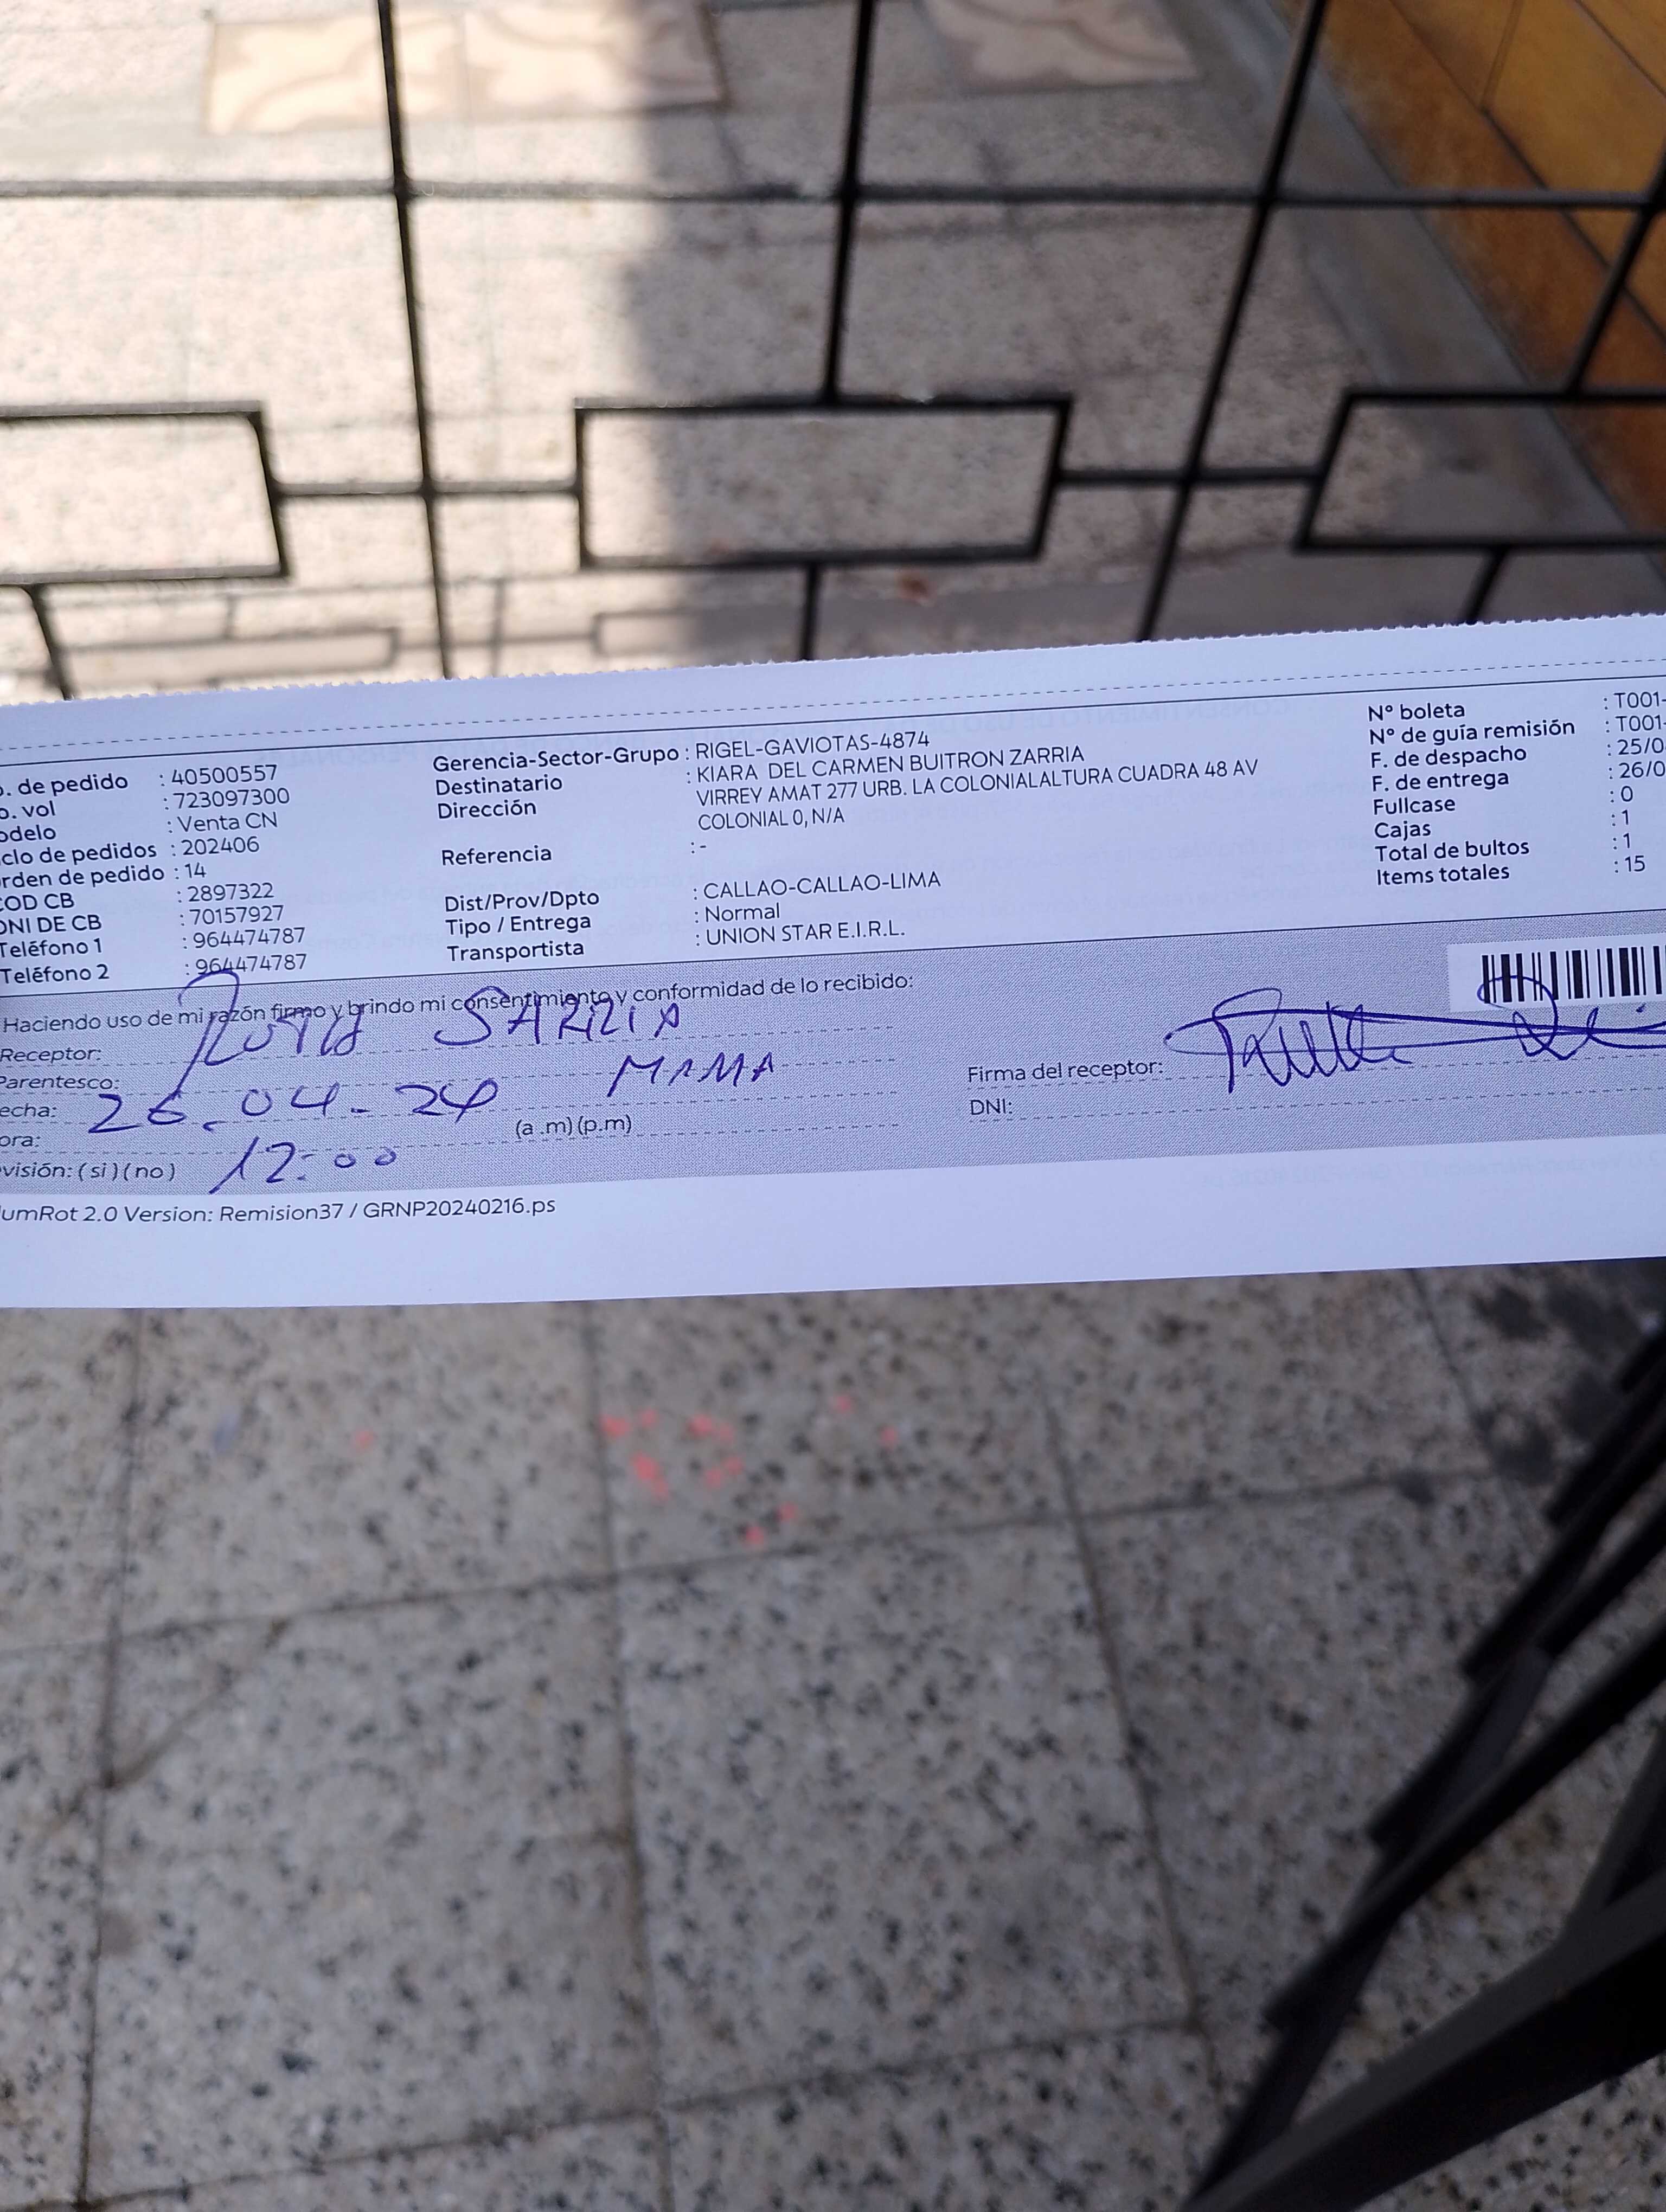 . de pedido : 40500557
o. vol : 723097300
odelo : Venta CN
clo de pedidos : 202406
rden de pedido : 14
COD CB : 2897322
DNI DE CB : 70157927
Teléfono 1 : 964474787
Teléfono 2 : 964474787
Gerencia-Sector-Grupo : RIGEL-GAVIOTAS-4874
Destinatario : KIARA DEL CARMEN BUITRON ZARRIA
Dirección VIRREY AMAT 277 URB. LA COLONIALALTURA CUADRA 48 AV
COLONIAL 0, N/A
Referencia : -
Dist/Prov/Dpto : CALLAO-CALLAO-LIMA
Tipo / Entrega : Normal
Transportista : UNION STAR E.I.R.L.
N° boleta : T001-
N° de guía remisión : T001-
F. de despacho : 25/0
F. de entrega : 26/0
Fullcase : 0
Cajas : 1
Total de bultos : 1
Items totales : 15
Haciendo uso de mi razón firmo y brindo mi consentimiento y conformidad de lo recibido:
Receptor: SARRIA
Parentesco: MAMA
echa: 26-04-24
ora: 12:00 (a .m) (p.m)
visión: ( si ) ( no )
Firma del receptor:
DNI:
umRot 2.0 Version: Remision37 / GRNP20240216.ps